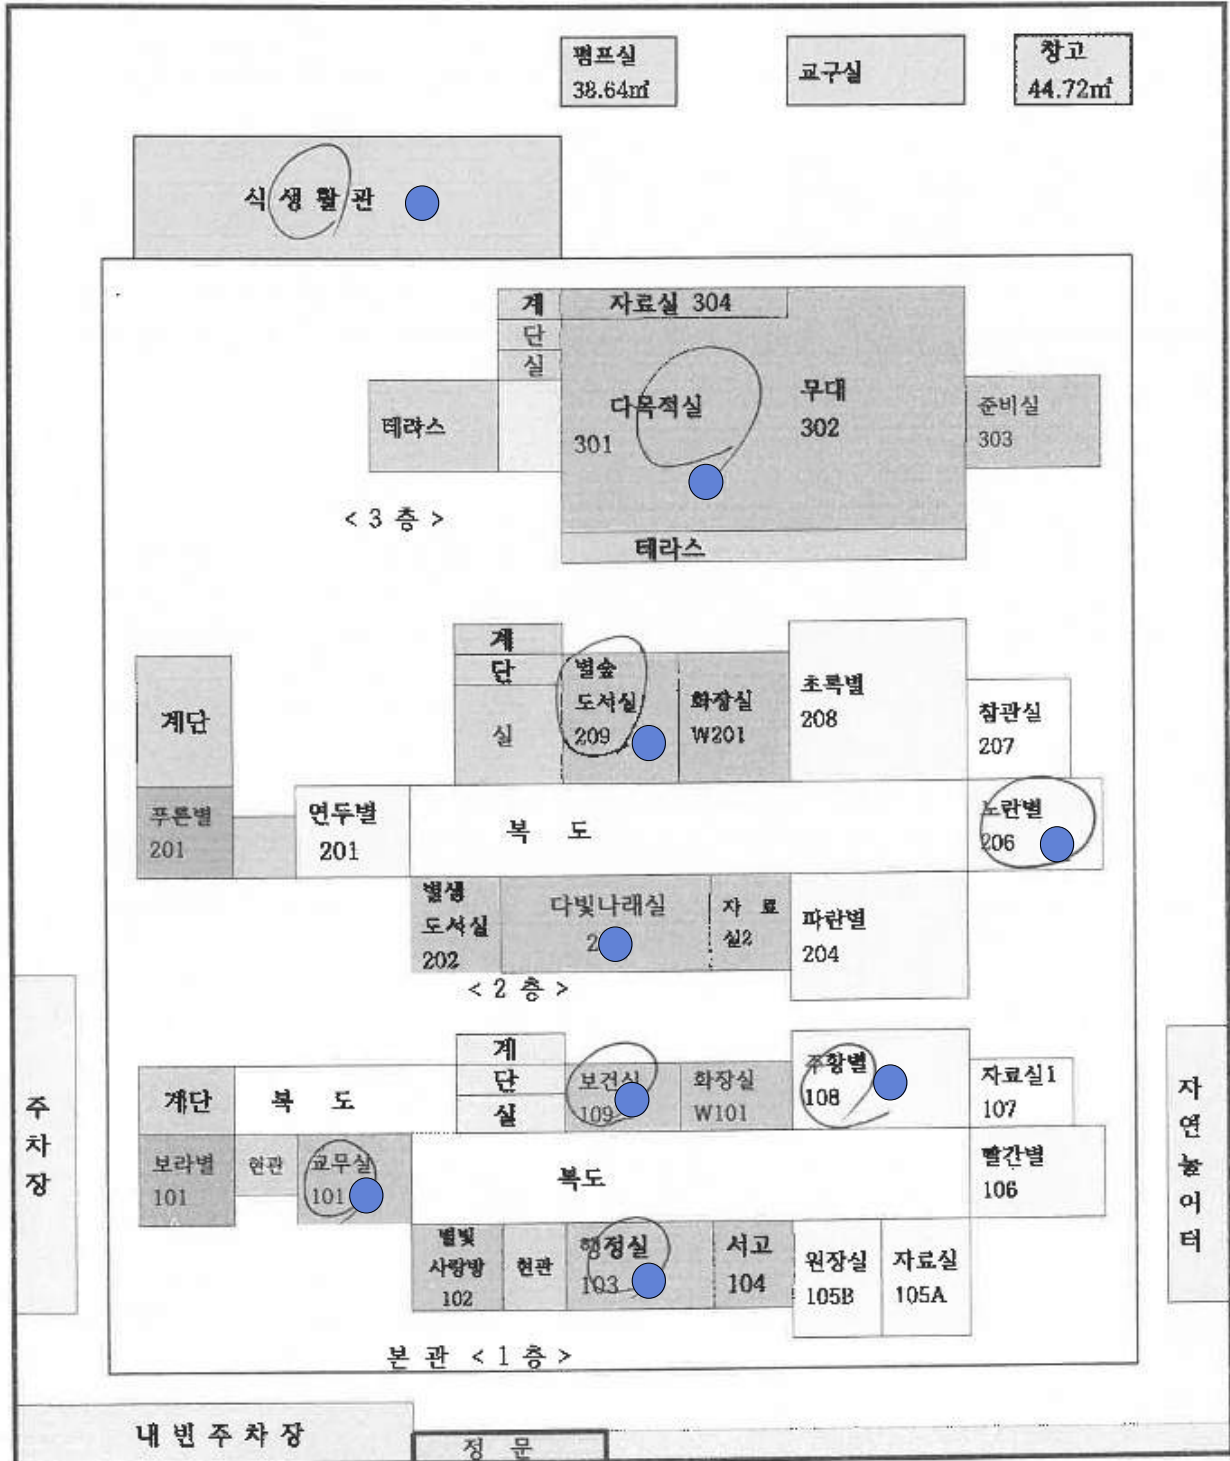 펌프실
38.64㎡
교구실
창고
44.72㎡
식 생 활 관
계
단
실
자료실 304
다목적실
301
무대
302
준비실
303
테라스
< 3 층 >
테라스
계
단
실
별숲
도서실
209
화장실
W201
초록별
208
참관실
207
계단
푸른별
201
연두별
201
복 도
노란별
206
별샘
도서실
202
다빛나래실
2
자 료
실2
파란별
204
< 2 층 >
계
단
실
보건실
109
화장실
W101
주황별
108
자료실1
107
계단
복 도
보라별
101
현관
교무실
101
복도
빨간별
106
별빛
사랑방
102
현관
행정실
103
서고
104
원장실
105B
자료실
105A
본 관 < 1 층 >
주
차
장
자
연
놀
이
터
내 빈 주 차 장
정 문